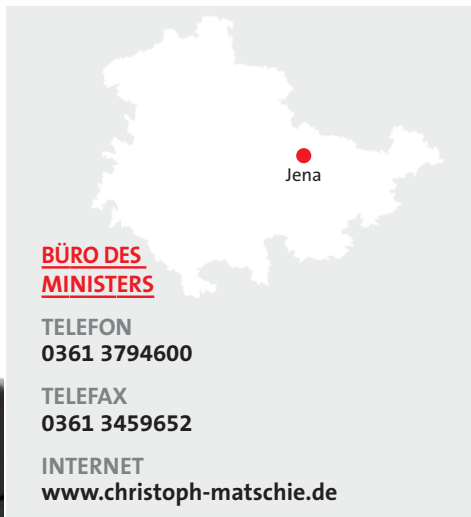 Jena
BÜRO DES
MINISTERS
TELEFON
0361 3794600
TELEFAX
0361 3459652
INTERNET
www.christoph-matschie.de